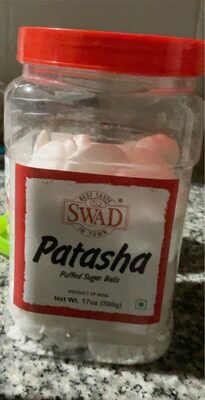 BEST TASTE
SWAD®
IN TOWN
Patasha
Puffed Sugar Balls
PRODUCT OF INDIA
Net Wt: 17oz (500g)